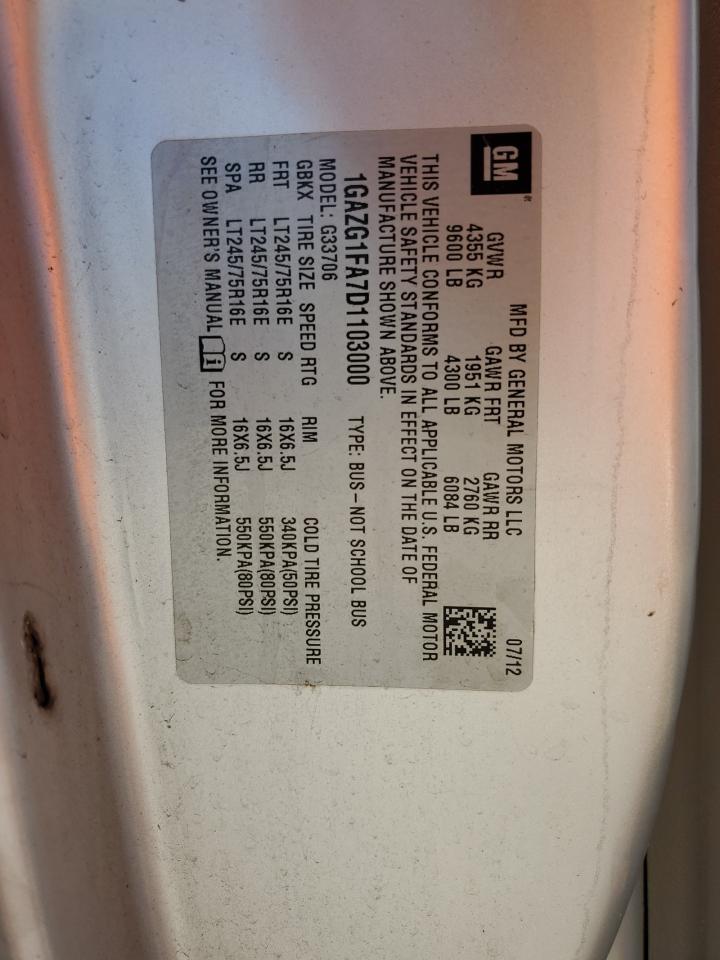 GM
MFD BY GENERAL MOTORS LLC 07/12
GVWR GAWR FRT GAWR RR
4355 KG 1951 KG 2760 KG
9600 LB 4300 LB 6084 LB
THIS VEHICLE CONFORMS TO ALL APPLICABLE U.S. FEDERAL MOTOR
VEHICLE SAFETY STANDARDS IN EFFECT ON THE DATE OF
MANUFACTURE SHOWN ABOVE.
1GAZG1FA7D1103000 TYPE: BUS – NOT SCHOOL BUS
MODEL: G33706
GBKX TIRE SIZE SPEED RTG RIM COLD TIRE PRESSURE
FRT LT245/75R16E S 16X6.5J 340KPA(50PSI)
RR LT245/75R16E S 16X6.5J 550KPA(80PSI)
SPA LT245/75R16E S 16X6.5J 550KPA(80PSI)
SEE OWNER'S MANUAL i FOR MORE INFORMATION.